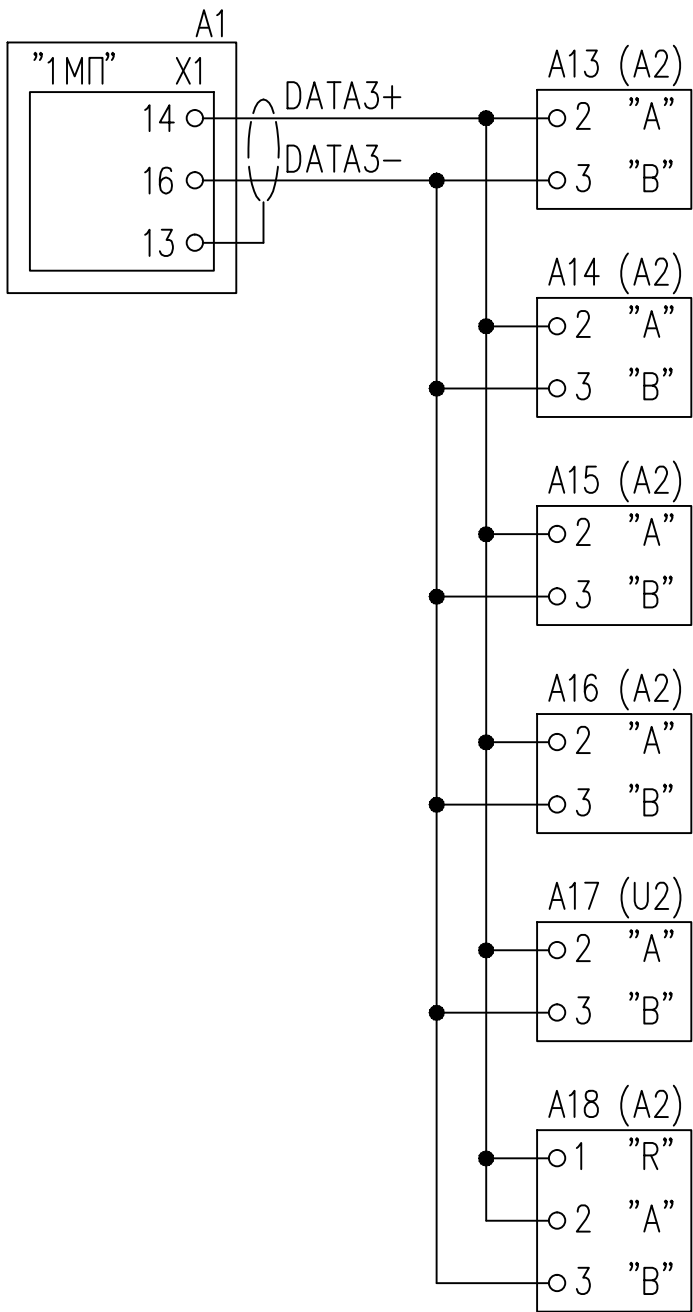 A1
"1МП" X1
14 DATA3+
16 DATA3−
13
A13 (A2)
2 "A"
3 "B"
A14 (A2)
2 "A"
3 "B"
A15 (A2)
2 "A"
3 "B"
A16 (A2)
2 "A"
3 "B"
A17 (U2)
2 "A"
3 "B"
A18 (A2)
1 "R"
2 "A"
3 "B"